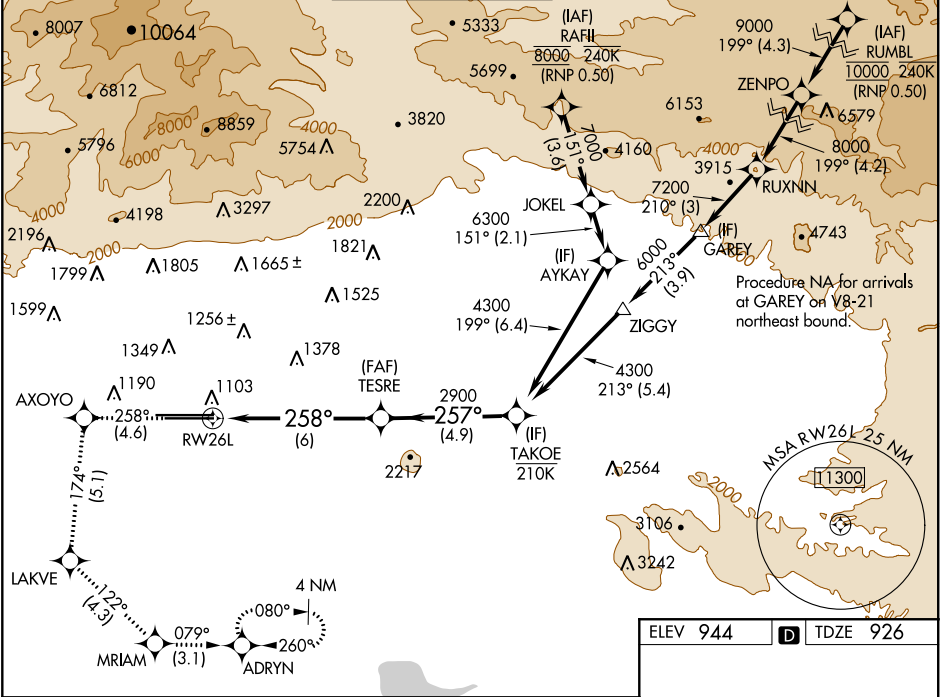 8007
10064
5333
(IAF)
RAFII
8000 240K
(RNP 0.50)
9000
199° (4.3)
(IAF)
RUMBL
10000 240K
(RNP 0.50)
5699
ZENPO
6812
8000
8859
4000
6000
5796
5754
3820
7000
151°
(3.6)
6153
4000
6579
8000
199° (4.2)
4160
3915
RUXNN
7200
210° (3)
4000
4198
3297
2200
2000
JOKEL
6300
151° (2.1)
(IF)
GAREY
4743
2196
2000
1799
1805
1665 ±
1821
(IF)
AYKAY
6000
213°
(3.9)
Procedure NA for arrivals
at GAREY on V8-21
northeast bound.
1599
1525
1256 ±
4300
199° (6.4)
ZIGGY
1349
1378
4300
213° (5.4)
(FAF)
TESRE
1190
1103
AXOYO
258°
(4.6)
RW26L
258°
(6)
2900
257°
(4.9)
(IF)
TAKOE
210K
2217
2564
MSA RW26L 25 NM
11300
2000
174°
(5.1)
3106
3242
LAKVE
122°
(4.3)
4 NM
080°
260°
079°
(3.1)
MRIAM
ADRYN
ELEV 944
D
TDZE 926